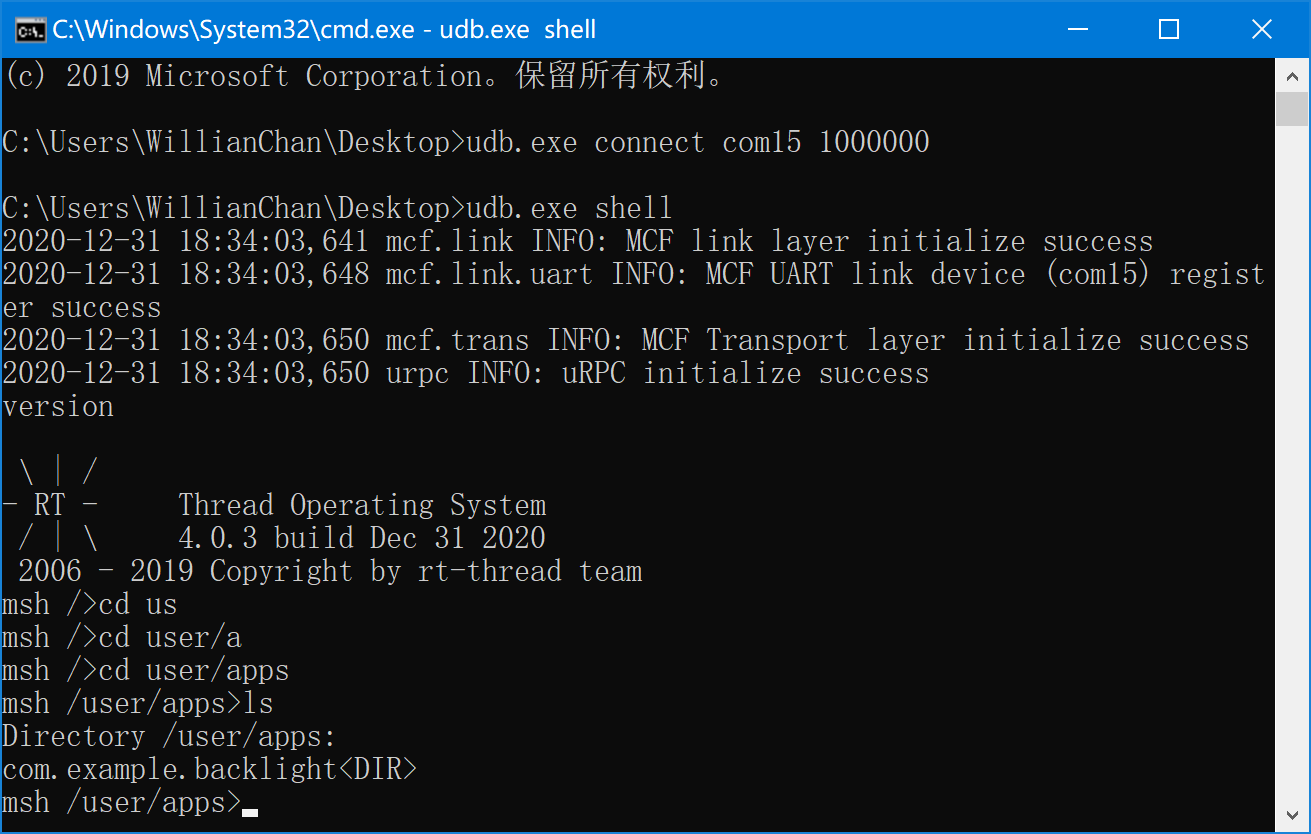 C:\Windows\System32\cmd.exe - udb.exe  shell
(c) 2019 Microsoft Corporation。保留所有权利。
C:\Users\WillianChan\Desktop>udb.exe connect com15 1000000
C:\Users\WillianChan\Desktop>udb.exe shell
2020-12-31 18:34:03,641 mcf.link INFO: MCF link layer initialize success
2020-12-31 18:34:03,648 mcf.link.uart INFO: MCF UART link device (com15) regist
er success
2020-12-31 18:34:03,650 mcf.trans INFO: MCF Transport layer initialize success
2020-12-31 18:34:03,650 urpc INFO: uRPC initialize success
version
 \ | /
- RT -     Thread Operating System
 / | \     4.0.3 build Dec 31 2020
 2006 - 2019 Copyright by rt-thread team
msh />cd us
msh />cd user/a
msh />cd user/apps
msh /user/apps>ls
Directory /user/apps:
com.example.backlight<DIR>
msh /user/apps>